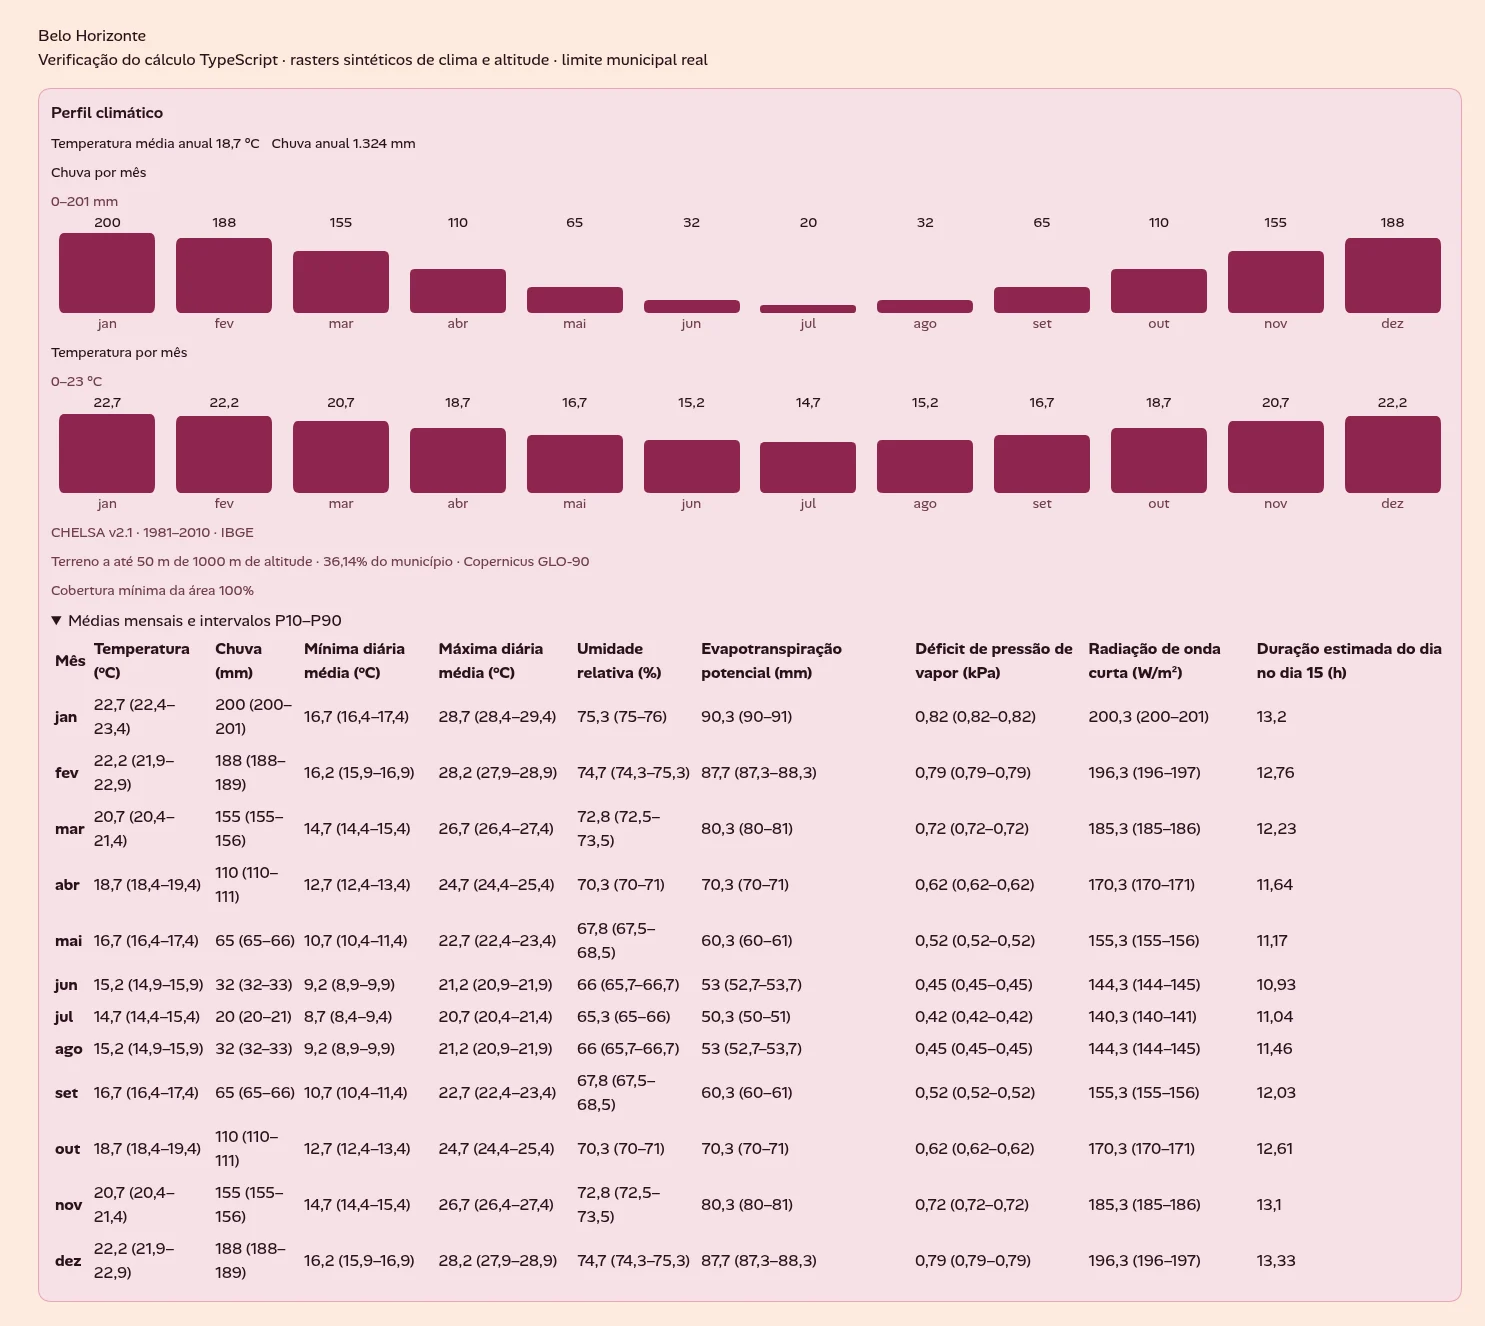 Belo Horizonte
Verificação do cálculo TypeScript · rasters sintéticos de clima e altitude · limite municipal real
Perfil climático
Temperatura média anual 18,7 °C Chuva anual 1.324 mm
Chuva por mês
0–201 mm
200 188 155 110 65 32 20 32 65 110 155 188
jan fev mar abr mai jun jul ago set out nov dez
Temperatura por mês
0–23 °C
22,7 22,2 20,7 18,7 16,7 15,2 14,7 15,2 16,7 18,7 20,7 22,2
jan fev mar abr mai jun jul ago set out nov dez
CHELSA v2.1 · 1981–2010 · IBGE
Terreno a até 50 m de 1000 m de altitude · 36,14% do município · Copernicus GLO-90
Cobertura mínima da área 100%
▼ Médias mensais e intervalos P10–P90
Mês Temperatura (°C) Chuva (mm) Mínima diária média (°C) Máxima diária média (°C) Umidade relativa (%) Evapotranspiração potencial (mm) Déficit de pressão de vapor (kPa) Radiação de onda curta (W/m²) Duração estimada do dia no dia 15 (h)
jan 22,7 (22,4–23,4) 200 (200–201) 16,7 (16,4–17,4) 28,7 (28,4–29,4) 75,3 (75–76) 90,3 (90–91) 0,82 (0,82–0,82) 200,3 (200–201) 13,2
fev 22,2 (21,9–22,9) 188 (188–189) 16,2 (15,9–16,9) 28,2 (27,9–28,9) 74,7 (74,3–75,3) 87,7 (87,3–88,3) 0,79 (0,79–0,79) 196,3 (196–197) 12,76
mar 20,7 (20,4–21,4) 155 (155–156) 14,7 (14,4–15,4) 26,7 (26,4–27,4) 72,8 (72,5–73,5) 80,3 (80–81) 0,72 (0,72–0,72) 185,3 (185–186) 12,23
abr 18,7 (18,4–19,4) 110 (110–111) 12,7 (12,4–13,4) 24,7 (24,4–25,4) 70,3 (70–71) 70,3 (70–71) 0,62 (0,62–0,62) 170,3 (170–171) 11,64
mai 16,7 (16,4–17,4) 65 (65–66) 10,7 (10,4–11,4) 22,7 (22,4–23,4) 67,8 (67,5–68,5) 60,3 (60–61) 0,52 (0,52–0,52) 155,3 (155–156) 11,17
jun 15,2 (14,9–15,9) 32 (32–33) 9,2 (8,9–9,9) 21,2 (20,9–21,9) 66 (65,7–66,7) 53 (52,7–53,7) 0,45 (0,45–0,45) 144,3 (144–145) 10,93
jul 14,7 (14,4–15,4) 20 (20–21) 8,7 (8,4–9,4) 20,7 (20,4–21,4) 65,3 (65–66) 50,3 (50–51) 0,42 (0,42–0,42) 140,3 (140–141) 11,04
ago 15,2 (14,9–15,9) 32 (32–33) 9,2 (8,9–9,9) 21,2 (20,9–21,9) 66 (65,7–66,7) 53 (52,7–53,7) 0,45 (0,45–0,45) 144,3 (144–145) 11,46
set 16,7 (16,4–17,4) 65 (65–66) 10,7 (10,4–11,4) 22,7 (22,4–23,4) 67,8 (67,5–68,5) 60,3 (60–61) 0,52 (0,52–0,52) 155,3 (155–156) 12,03
out 18,7 (18,4–19,4) 110 (110–111) 12,7 (12,4–13,4) 24,7 (24,4–25,4) 70,3 (70–71) 70,3 (70–71) 0,62 (0,62–0,62) 170,3 (170–171) 12,61
nov 20,7 (20,4–21,4) 155 (155–156) 14,7 (14,4–15,4) 26,7 (26,4–27,4) 72,8 (72,5–73,5) 80,3 (80–81) 0,72 (0,72–0,72) 185,3 (185–186) 13,1
dez 22,2 (21,9–22,9) 188 (188–189) 16,2 (15,9–16,9) 28,2 (27,9–28,9) 74,7 (74,3–75,3) 87,7 (87,3–88,3) 0,79 (0,79–0,79) 196,3 (196–197) 13,33